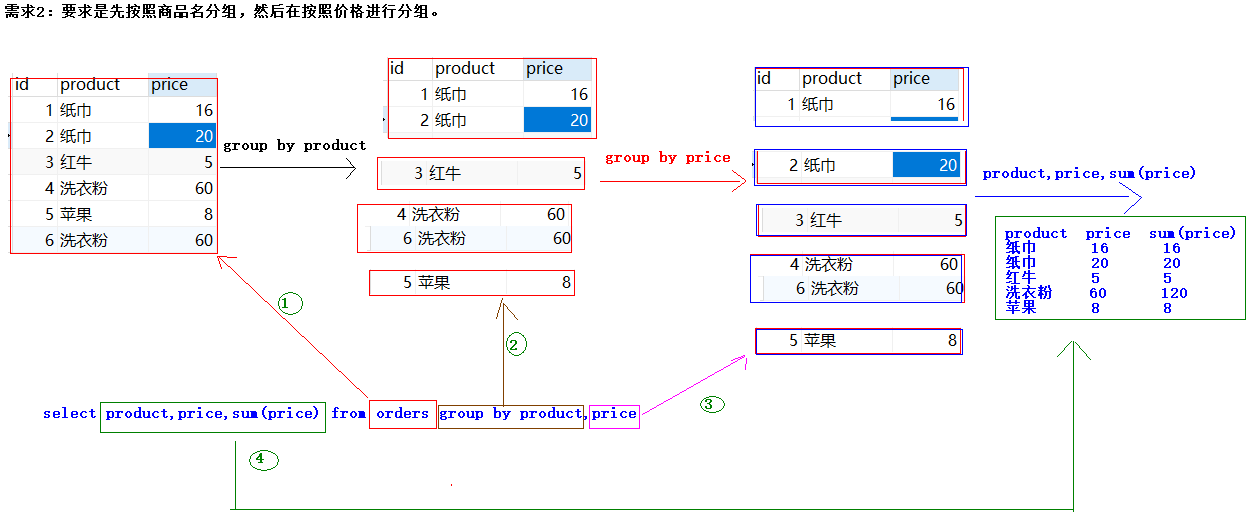 需求2：要求是先按照商品名分组，然后在按照价格进行分组。
id product price
1 纸巾 16
2 纸巾 20
3 红牛 5
4 洗衣粉 60
5 苹果 8
6 洗衣粉 60
group by product
id product price
1 纸巾 16
2 纸巾 20
3 红牛 5
4 洗衣粉 60
6 洗衣粉 60
5 苹果 8
group by price
id product price
1 纸巾 16
2 纸巾 20
3 红牛 5
4 洗衣粉 60
6 洗衣粉 60
5 苹果 8
product,price,sum(price)
product price sum(price)
纸巾 16 16
纸巾 20 20
红牛 5 5
洗衣粉 60 120
苹果 8 8
1
2
3
select product,price,sum(price) from orders group by product,price
4